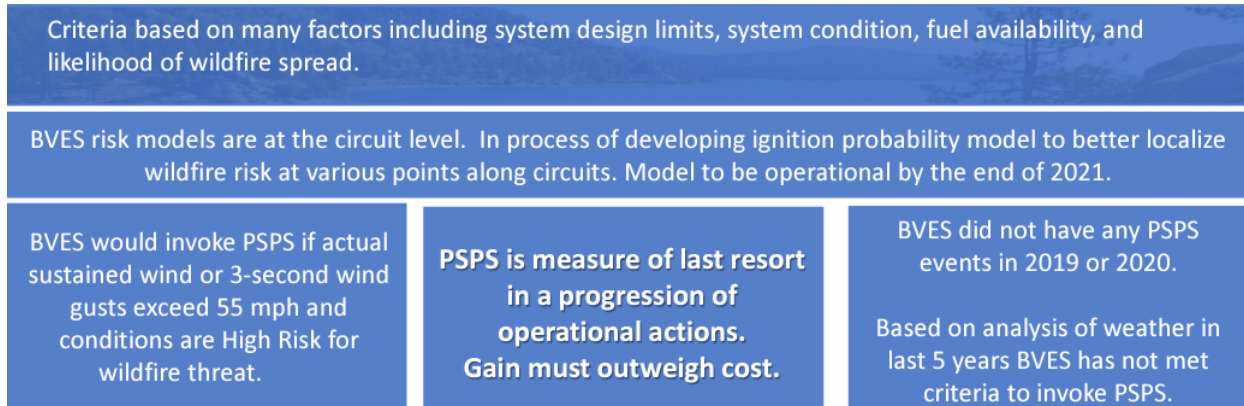 Criteria based on many factors including system design limits, system condition, fuel availability, and
likelihood of wildfire spread.
BVES risk models are at the circuit level.  In process of developing ignition probability model to better localize
wildfire risk at various points along circuits. Model to be operational by the end of 2021.
BVES would invoke PSPS if actual
sustained wind or 3-second wind
gusts exceed 55 mph and
conditions are High Risk for
wildfire threat.
PSPS is measure of last resort
in a progression of
operational actions.
Gain must outweigh cost.
BVES did not have any PSPS
events in 2019 or 2020.
Based on analysis of weather in
last 5 years BVES has not met
criteria to invoke PSPS.